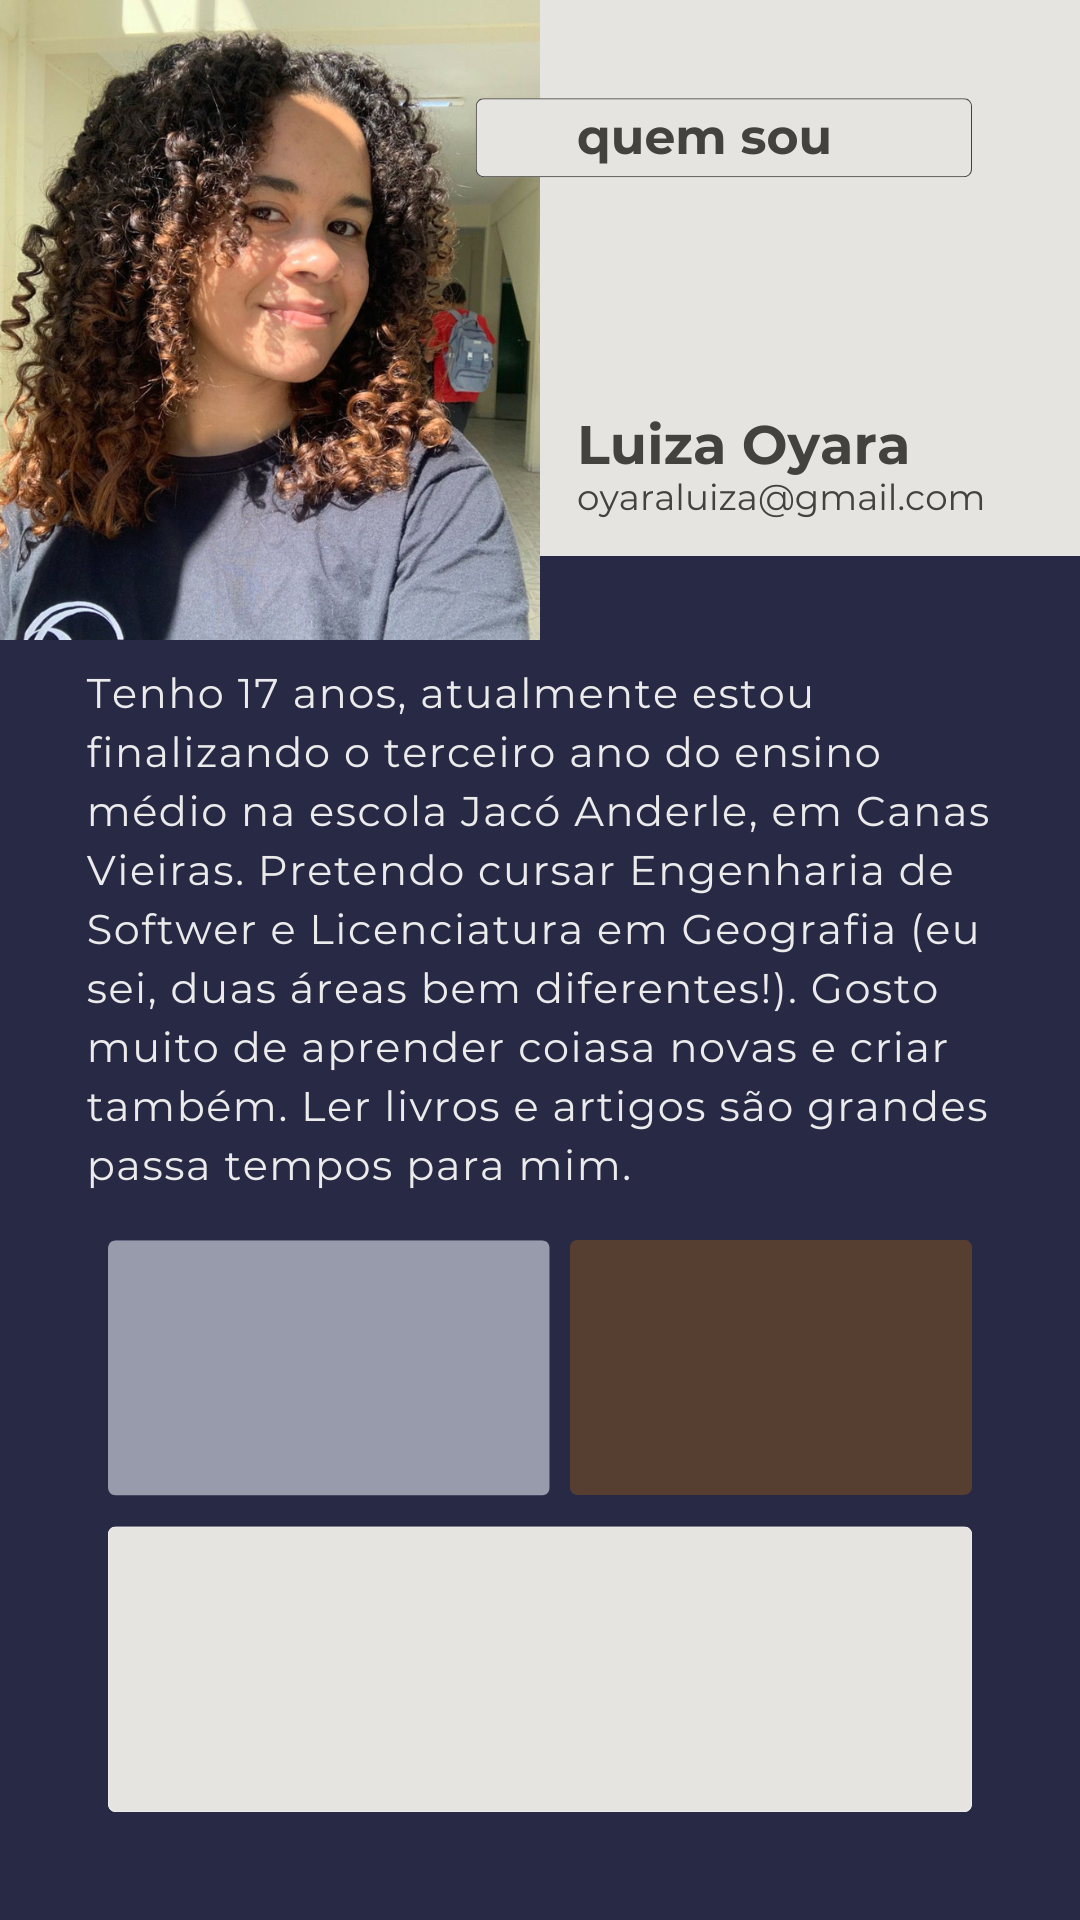 quem sou
Luiza Oyara
oyaraluiza@gmail.com
Tenho 17 anos, atualmente estou
finalizando o terceiro ano do ensino
médio na escola Jacó Anderle, em Canas
Vieiras. Pretendo cursar Engenharia de
Softwer e Licenciatura em Geografia (eu
sei, duas áreas bem diferentes!). Gosto
muito de aprender coiasa novas e criar
também. Ler livros e artigos são grandes
passa tempos para mim.